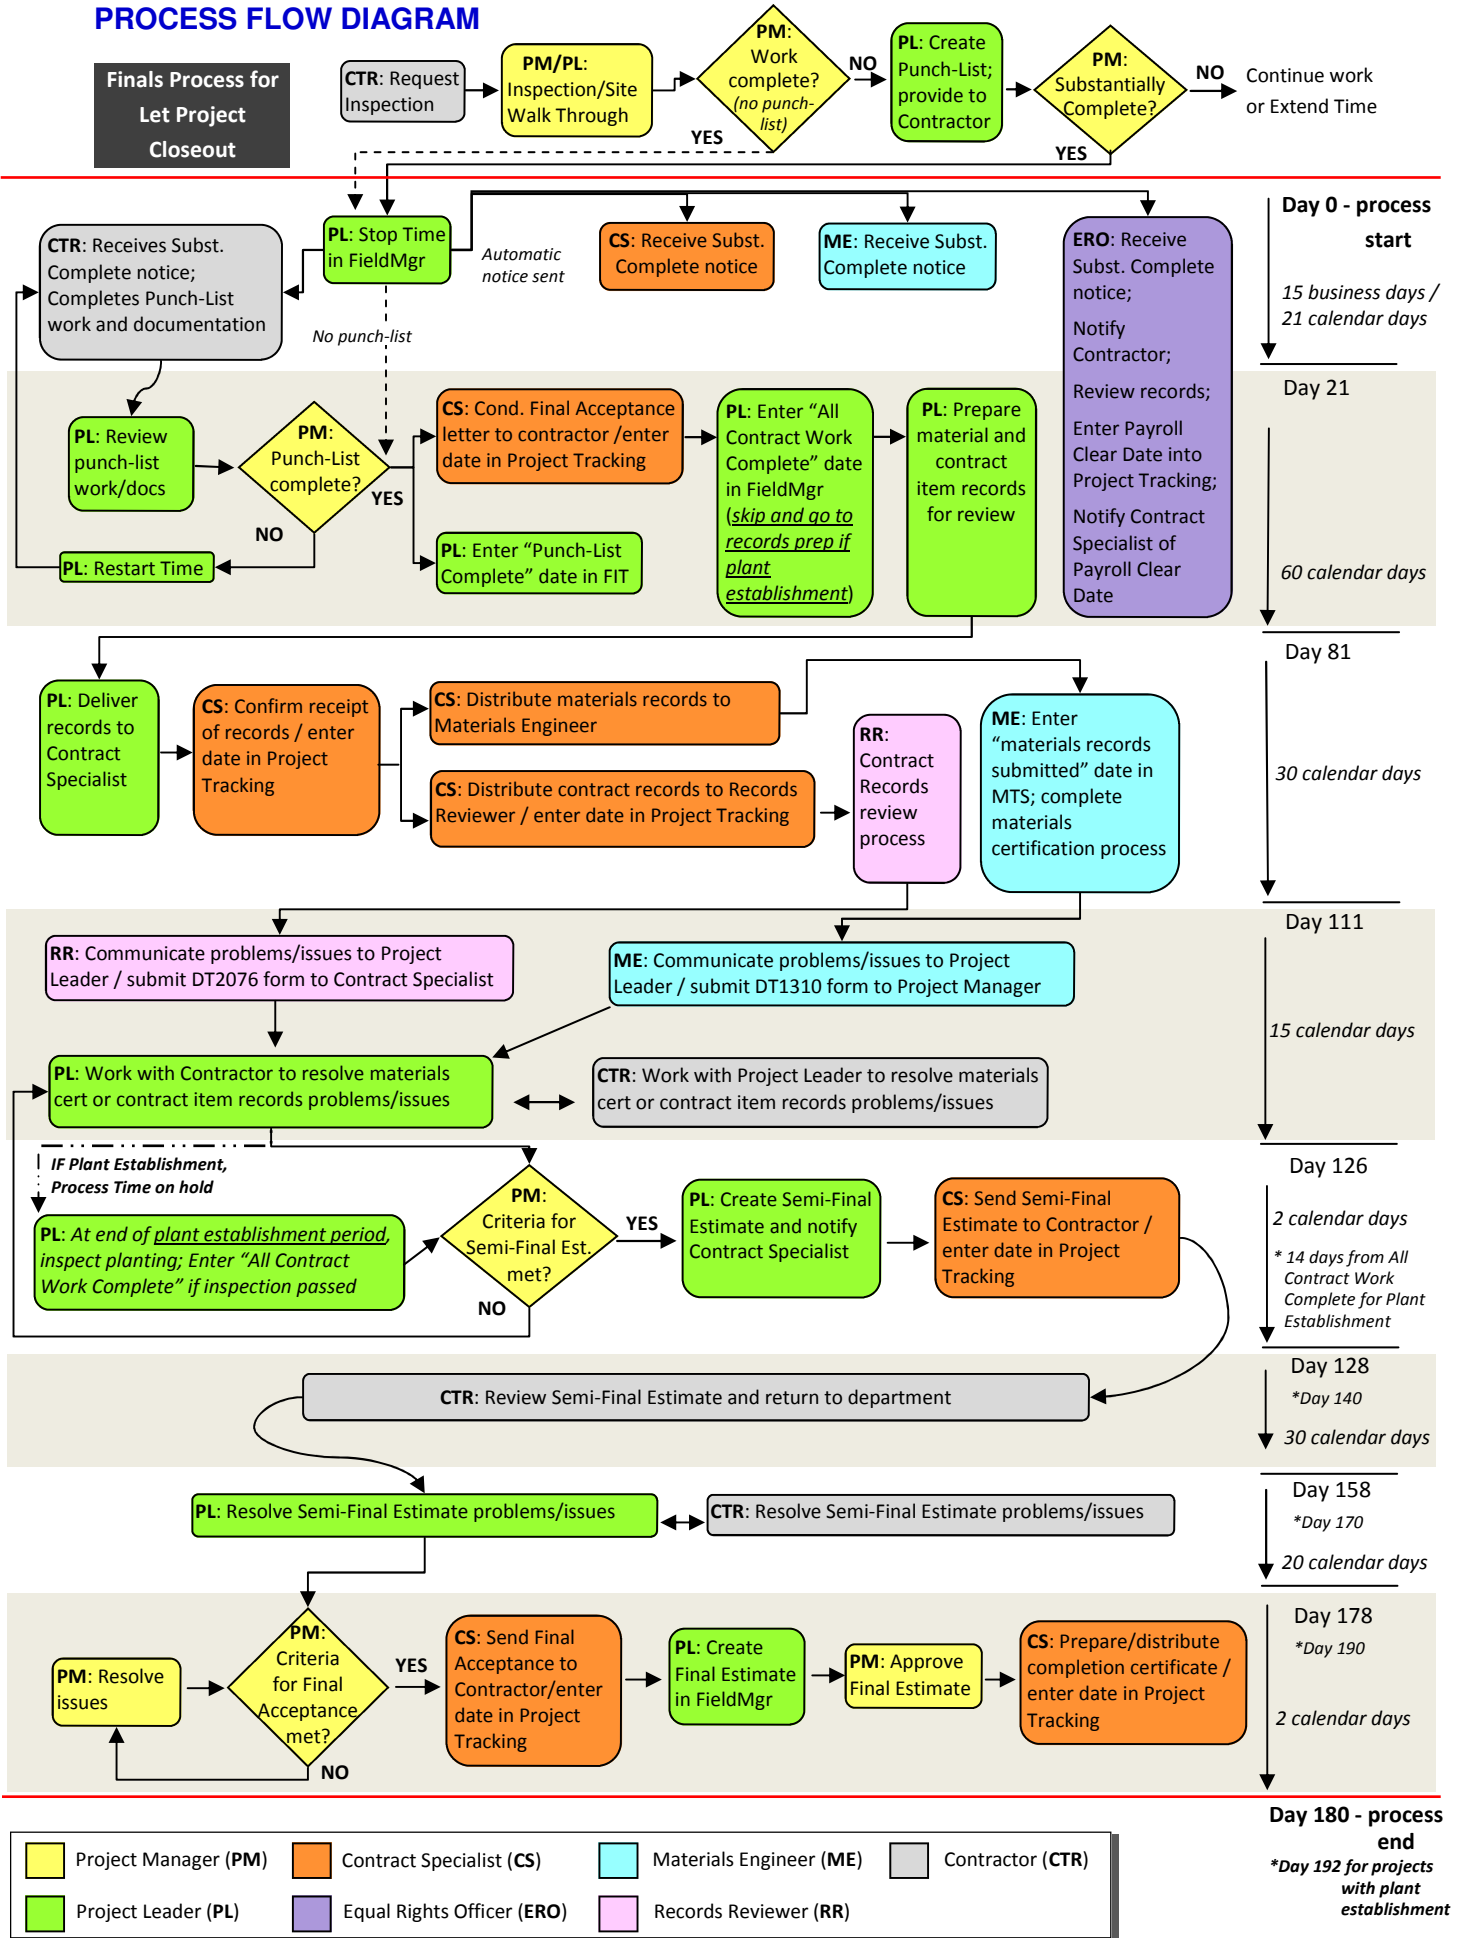 PROCESS FLOW DIAGRAM
Finals Process for
Let Project
Closeout
CTR: Request
Inspection
PM/PL:
Inspection/Site
Walk Through
PM:
Work
complete?
(no punch-
list)
NO
YES
PL: Create
Punch-List;
provide to
Contractor
PM:
Substantially
Complete?
NO
YES
Continue work
or Extend Time
Day 0 - process
start
15 business days /
21 calendar days
CTR: Receives Subst.
Complete notice;
Completes Punch-List
work and documentation
PL: Stop Time
in FieldMgr
Automatic
notice sent
No punch-list
CS: Receive Subst.
Complete notice
ME: Receive Subst.
Complete notice
ERO: Receive
Subst. Complete
notice;
Notify
Contractor;
Review records;
Enter Payroll
Clear Date into
Project Tracking;
Notify Contract
Specialist of
Payroll Clear
Date
Day 21
60 calendar days
PL: Review
punch-list
work/docs
PM:
Punch-List
complete?
YES
NO
PL: Restart Time
CS: Cond. Final Acceptance
letter to contractor /enter
date in Project Tracking
PL: Enter “Punch-List
Complete” date in FIT
PL: Enter “All
Contract Work
Complete” date
in FieldMgr
(skip and go to
records prep if
plant
establishment)
PL: Prepare
material and
contract
item records
for review
Day 81
30 calendar days
PL: Deliver
records to
Contract
Specialist
CS: Confirm receipt
of records / enter
date in Project
Tracking
CS: Distribute materials records to
Materials Engineer
CS: Distribute contract records to Records
Reviewer / enter date in Project Tracking
RR:
Contract
Records
review
process
ME: Enter
“materials records
submitted” date in
MTS; complete
materials
certification process
Day 111
15 calendar days
RR: Communicate problems/issues to Project
Leader / submit DT2076 form to Contract Specialist
ME: Communicate problems/issues to Project
Leader / submit DT1310 form to Project Manager
PL: Work with Contractor to resolve materials
cert or contract item records problems/issues
CTR: Work with Project Leader to resolve materials
cert or contract item records problems/issues
Day 126
2 calendar days
* 14 days from All
Contract Work
Complete for Plant
Establishment
IF Plant Establishment,
Process Time on hold
PL: At end of plant establishment period,
inspect planting; Enter “All Contract
Work Complete” if inspection passed
PM:
Criteria for
Semi-Final Est.
met?
YES
NO
PL: Create Semi-Final
Estimate and notify
Contract Specialist
CS: Send Semi-Final
Estimate to Contractor /
enter date in Project
Tracking
Day 128
*Day 140
30 calendar days
CTR: Review Semi-Final Estimate and return to department
Day 158
*Day 170
20 calendar days
PL: Resolve Semi-Final Estimate problems/issues
CTR: Resolve Semi-Final Estimate problems/issues
Day 178
*Day 190
2 calendar days
PM: Resolve
issues
PM:
Criteria
for Final
Acceptance
met?
YES
NO
CS: Send Final
Acceptance to
Contractor/enter
date in Project
Tracking
PL: Create
Final Estimate
in FieldMgr
PM: Approve
Final Estimate
CS: Prepare/distribute
completion certificate /
enter date in Project
Tracking
Day 180 - process
end
*Day 192 for projects
with plant
establishment
Project Manager (PM)
Contract Specialist (CS)
Materials Engineer (ME)
Contractor (CTR)
Project Leader (PL)
Equal Rights Officer (ERO)
Records Reviewer (RR)